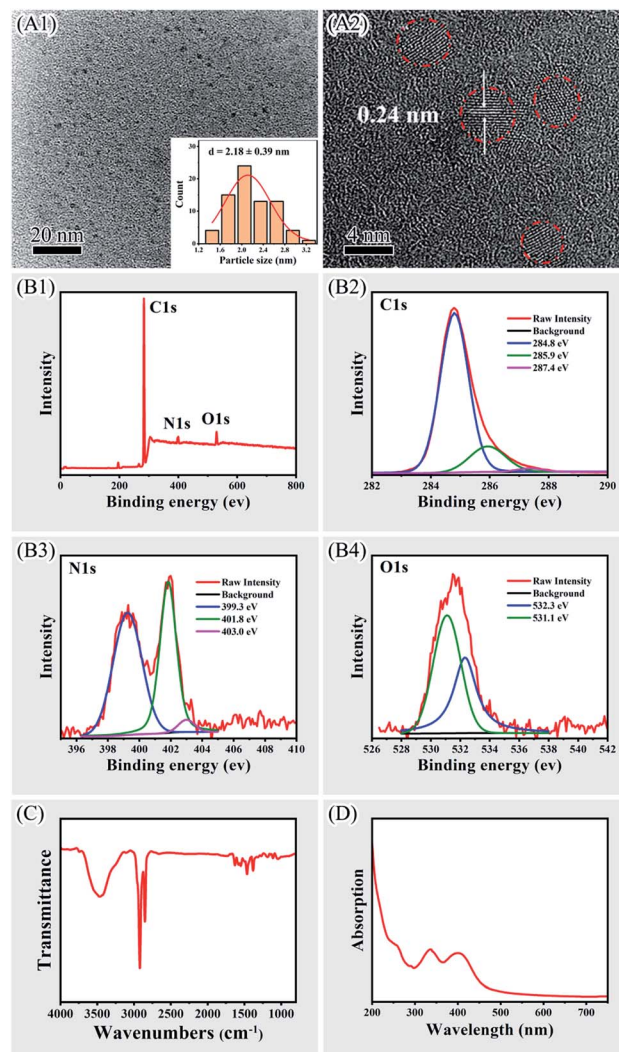 (A1)
d = 2.18 ± 0.39 nm
Count
30
20
10
0
1.2 1.6 2.0 2.4 2.8 3.2
Particle size (nm)
20 nm
(A2)
0.24 nm
4 nm
(B1)
C1s
N1s
O1s
Intensity
0 200 400 600 800
Binding energy (ev)
(B2)
C1s
Raw Intensity
Background
284.8 eV
285.9 eV
287.4 eV
Intensity
282 284 286 288 290
Binding energy (ev)
(B3)
N1s
Raw Intensity
Background
399.3 eV
401.8 eV
403.0 eV
Intensity
396 398 400 402 404 406 408 410
Binding energy (ev)
(B4)
O1s
Raw Intensity
Background
532.3 eV
531.1 eV
Intensity
526 528 530 532 534 536 538 540 542
Binding energy (ev)
(C)
Transmittance
4000 3500 3000 2500 2000 1500 1000
Wavenumbers (cm⁻¹)
(D)
Absorption
200 300 400 500 600 700
Wavelength (nm)